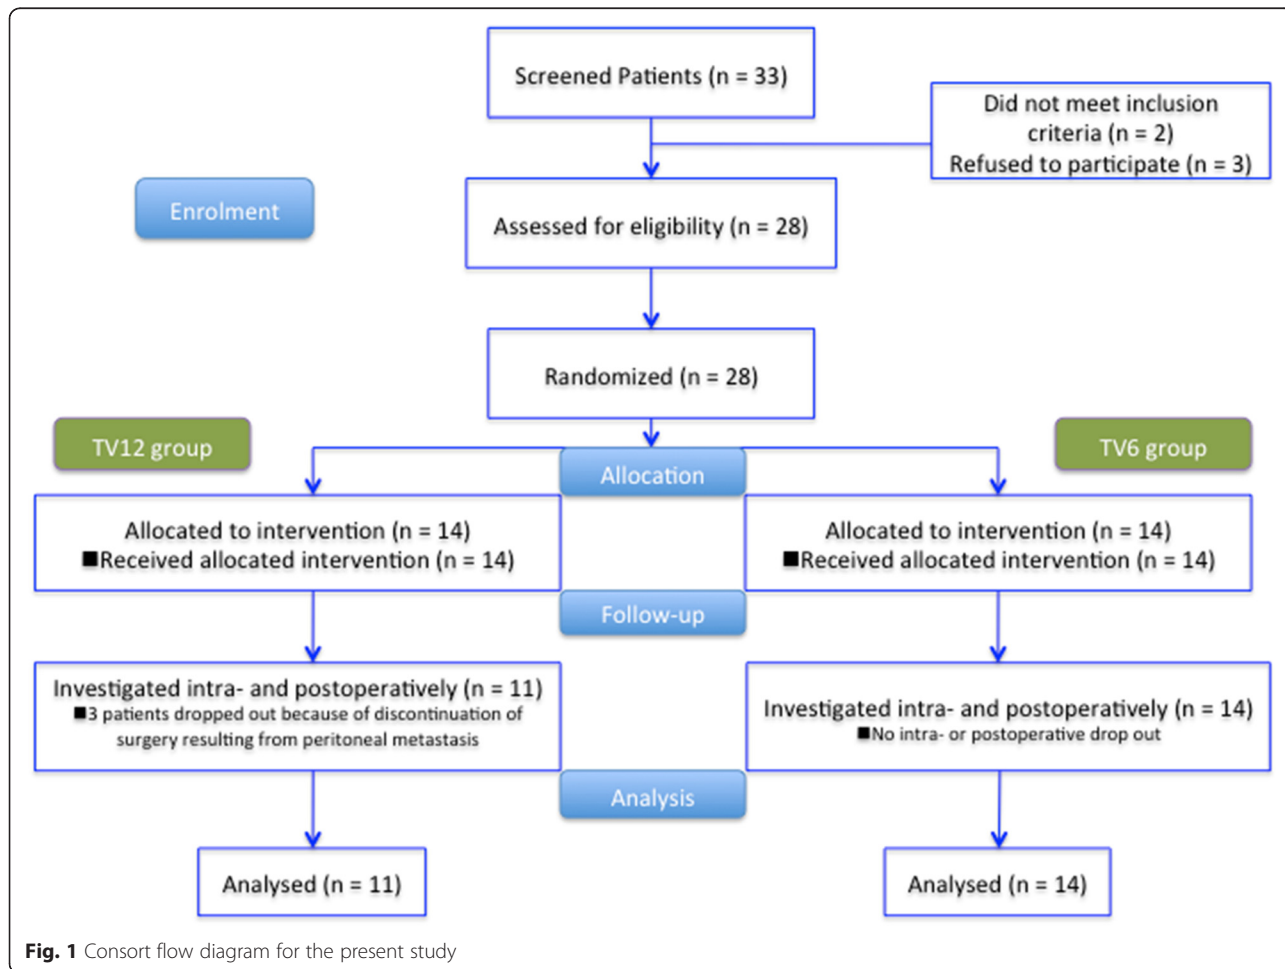 Screened Patients (n = 33)
Did not meet inclusion
criteria (n = 2)
Refused to participate (n = 3)
Enrolment
Assessed for eligibility (n = 28)
Randomized (n = 28)
TV12 group
TV6 group
Allocation
Allocated to intervention (n = 14)
■Received allocated intervention (n = 14)
Allocated to intervention (n = 14)
■Received allocated intervention (n = 14)
Follow-up
Investigated intra- and postoperatively (n = 11)
■3 patients dropped out because of discontinuation of
surgery resulting from peritoneal metastasis
Investigated intra- and postoperatively (n = 14)
■No intra- or postoperative drop out
Analysis
Analysed (n = 11)
Analysed (n = 14)
Fig. 1 Consort flow diagram for the present study